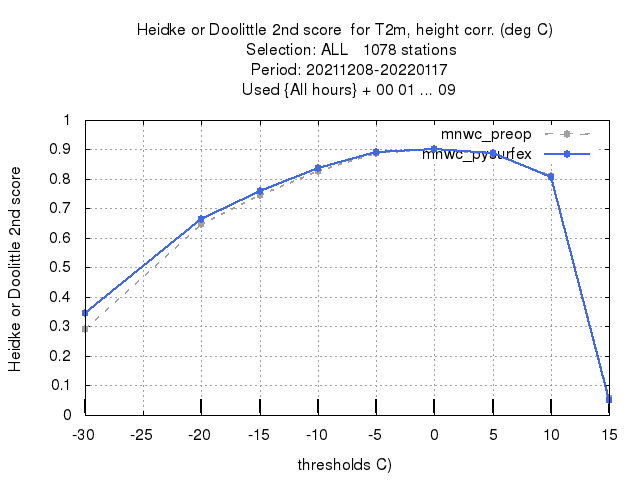 Heidke or Doolittle 2nd score  for T2m, height corr. (deg C)
Selection: ALL   1078 stations
Period: 20211208-20220117
Used {All hours} + 00 01 ... 09
mnwc_preop
mnwc_pysurfex
Heidke or Doolittle 2nd score
1
0.9
0.8
0.7
0.6
0.5
0.4
0.3
0.2
0.1
0
-30 -25 -20 -15 -10 -5 0 5 10 15
thresholds C)